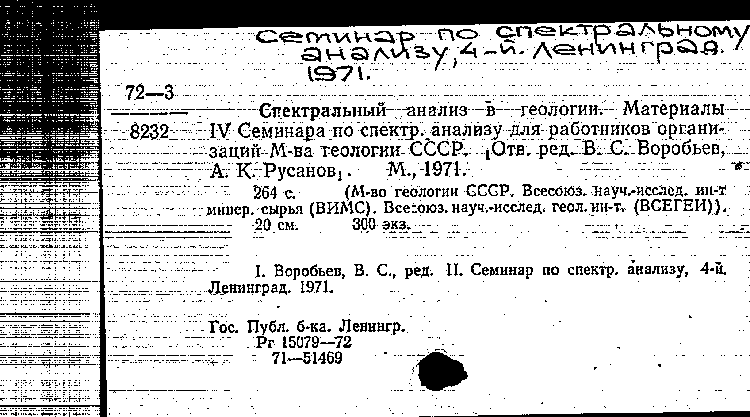 Семинар по спектральному
анализу, 4-й. Ленинград.
1971.
72—3
8232
Спектральный анализ в геологии. Материалы
IV Семинара по спектр. анализу для работников органи-
заций М-ва геологии СССР. [Отв. ред. В. С. Воробьев,
А. К. Русанов]. М., 1971.
264 с. (М-во геологии СССР. Всесоюз. науч.-исслед. ин-т
минер. сырья (ВИМС). Всесоюз. науч.-исслед. геол. ин-т. (ВСЕГЕИ)).
20 см. 300 экз.
I. Воробьев, В. С., ред. II. Семинар по спектр. анализу, 4-й.
Ленинград. 1971.
Гос. Публ. б-ка. Ленингр.
Рг 15079—72
71—51469